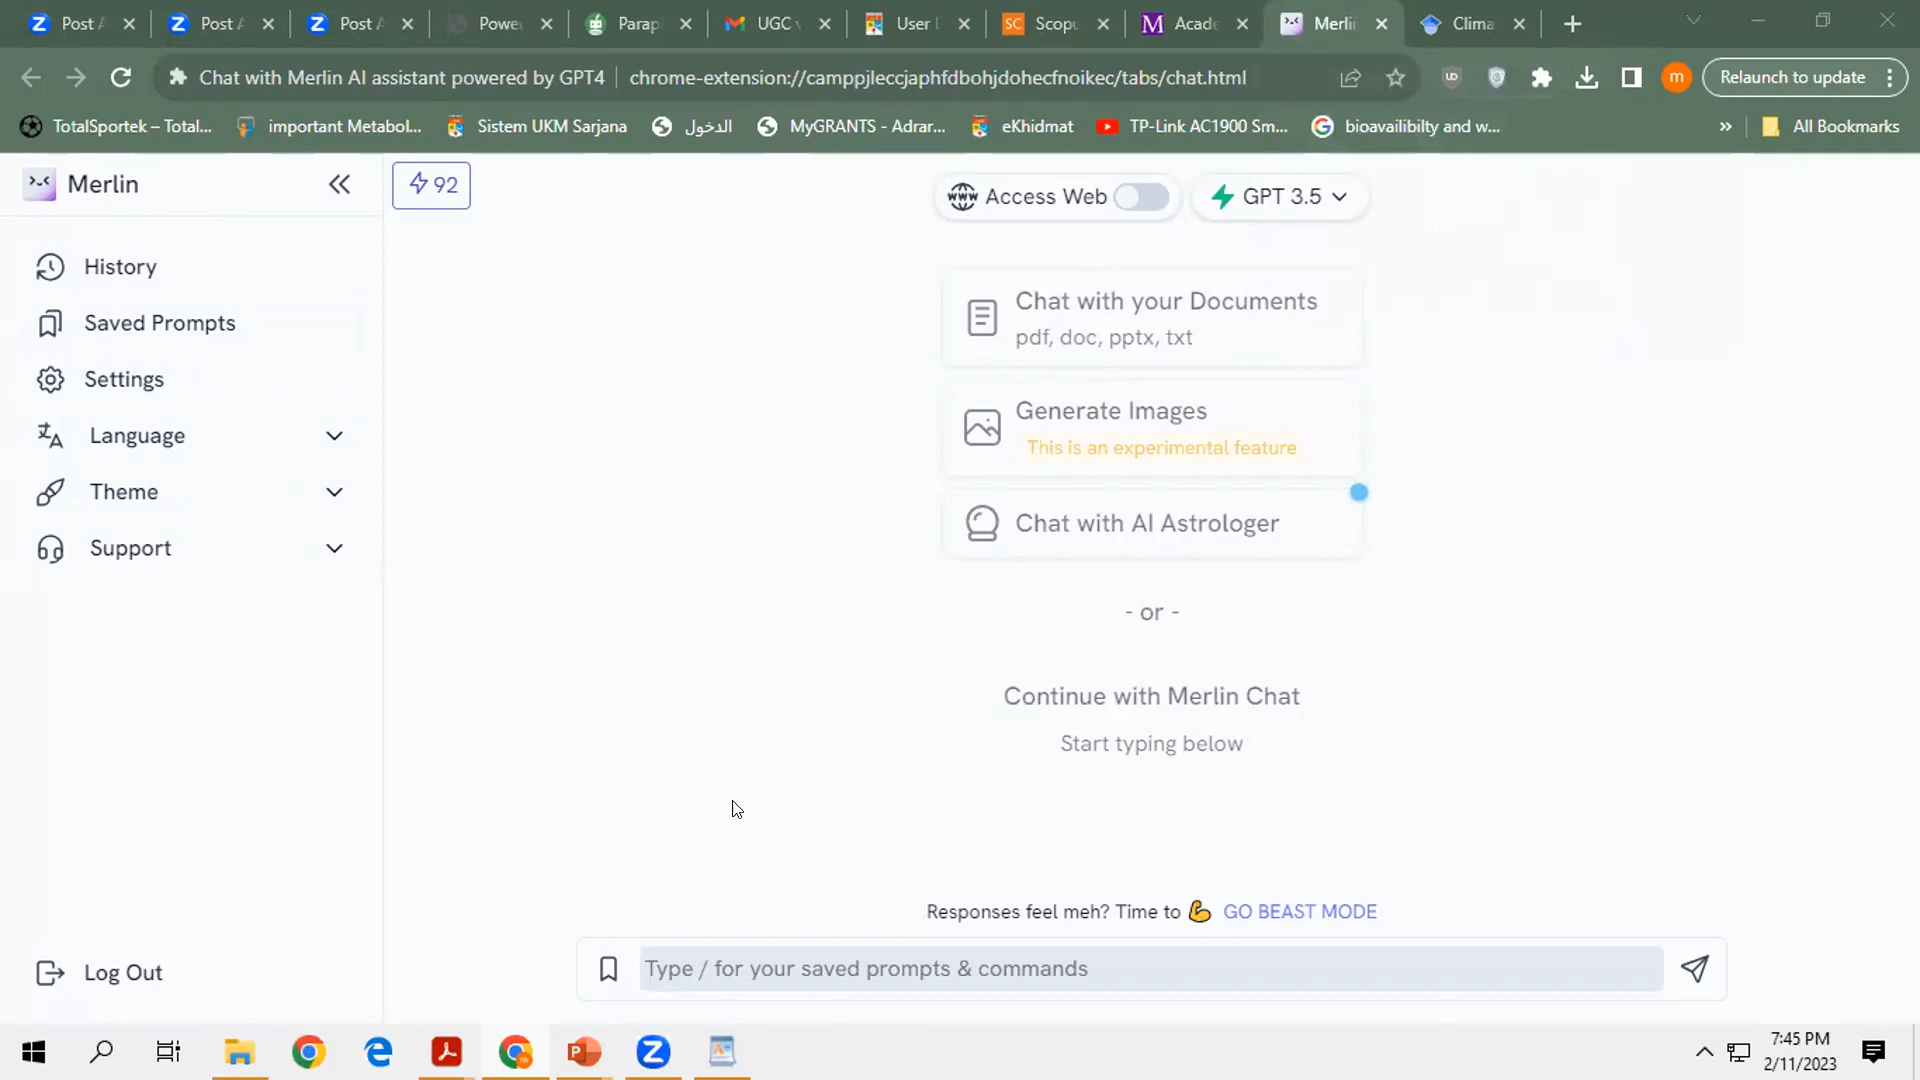 Post A
Post A
Post A
Powe
Parap
UGC
User
SC Scopu
M Acade
Merlin
Clima
Chat with Merlin AI assistant powered by GPT4
chrome-extension://camppjleccjaphfdbohjdohecfnoikec/tabs/chat.html
m
Relaunch to update
TotalSportek – Total...
important Metabol...
Sistem UKM Sarjana
الدخول
MyGRANTS - Adrar...
eKhidmat
TP-Link AC1900 Sm...
bioavailibilty and w...
All Bookmarks
Merlin
92
Access Web
GPT 3.5
History
Saved Prompts
Settings
Language
Theme
Support
Chat with your Documents
pdf, doc, pptx, txt
Generate Images
This is an experimental feature
Chat with AI Astrologer
- or -
Continue with Merlin Chat
Start typing below
Responses feel meh? Time to 💪 GO BEAST MODE
Type / for your saved prompts & commands
Log Out
7:45 PM
2/11/2023